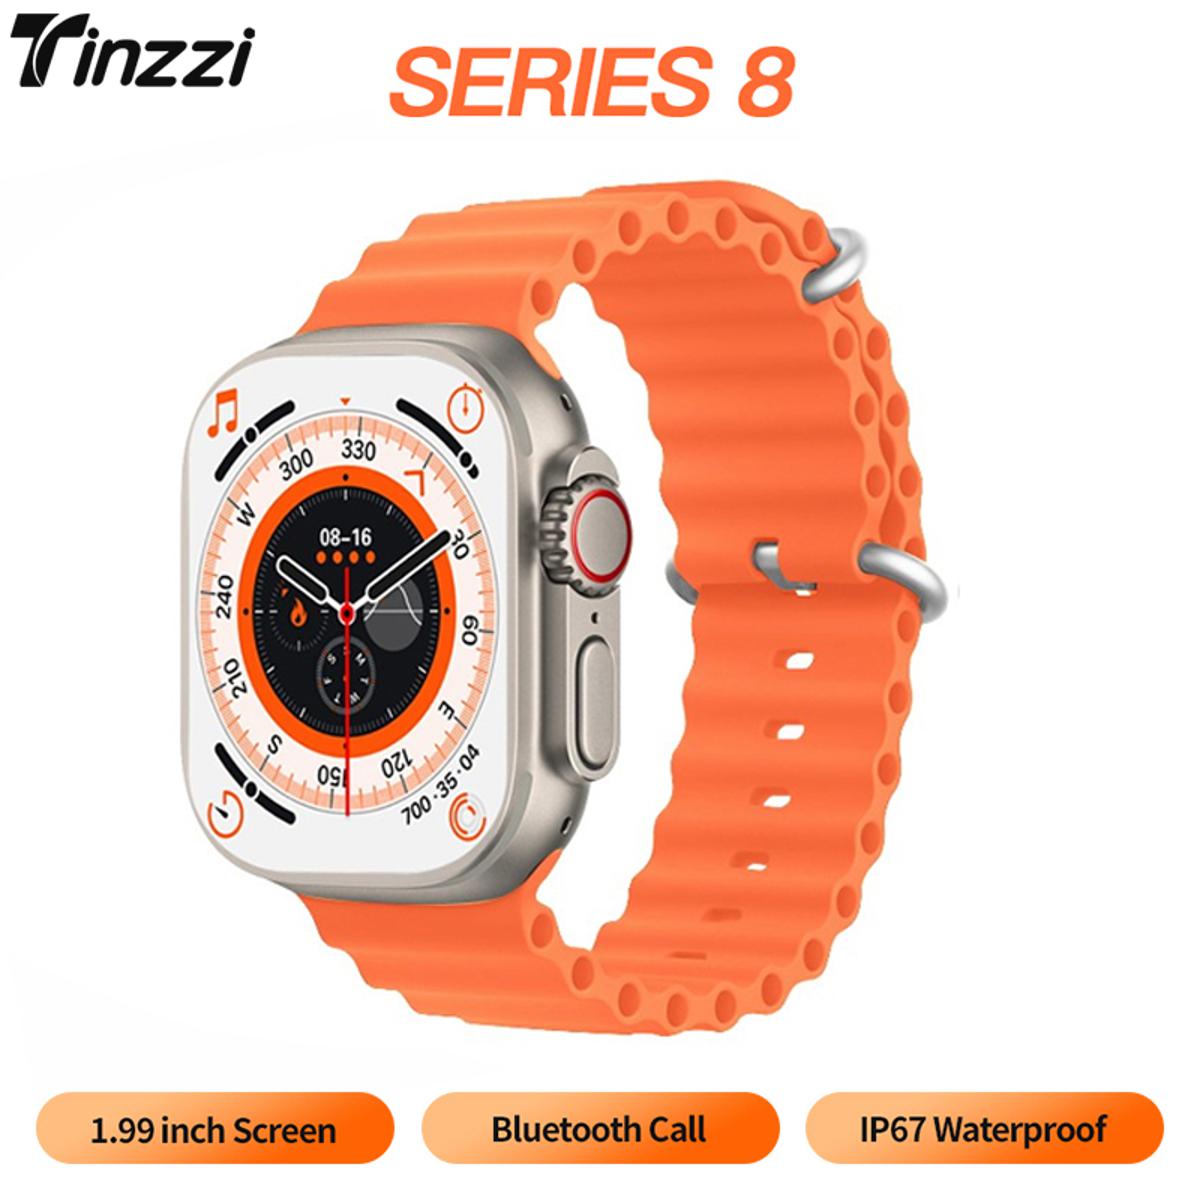 Tinzzi
SERIES 8
300
330
30
60
E
120
150
S
210
240
W
08-16
S
M
T
W
T
F
S
700·35·04
1.99 inch Screen
Bluetooth Call
IP67 Waterproof